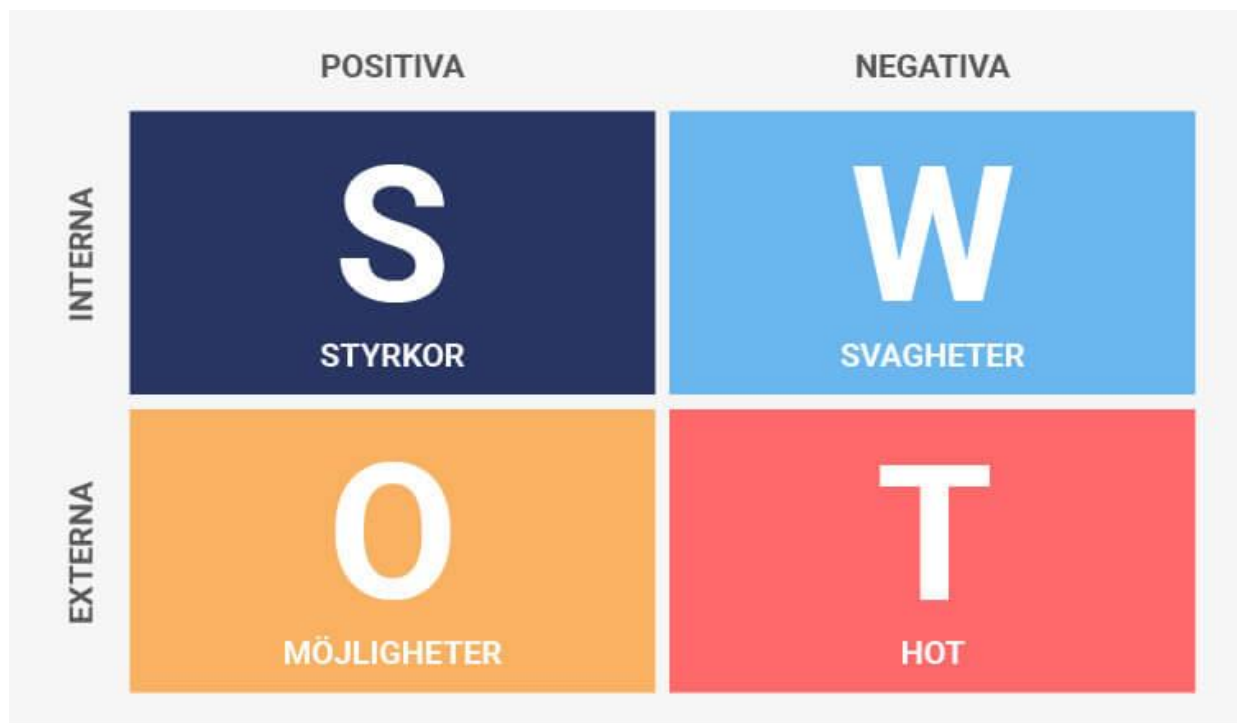 POSITIVA
NEGATIVA
INTERNA
S
STYRKOR
W
SVAGHETER
EXTERNA
O
MÖJLIGHETER
T
HOT